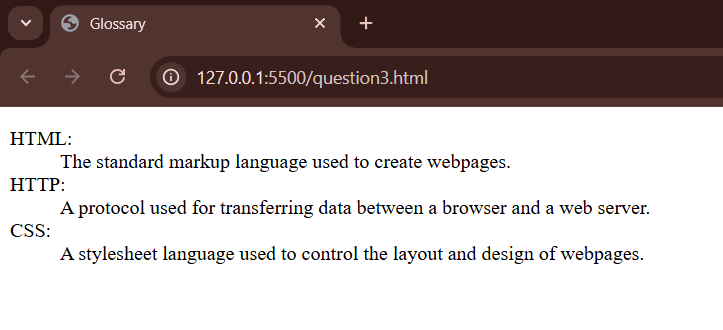 Glossary
127.0.0.1:5500/question3.html
HTML:
The standard markup language used to create webpages.
HTTP:
A protocol used for transferring data between a browser and a web server.
CSS:
A stylesheet language used to control the layout and design of webpages.